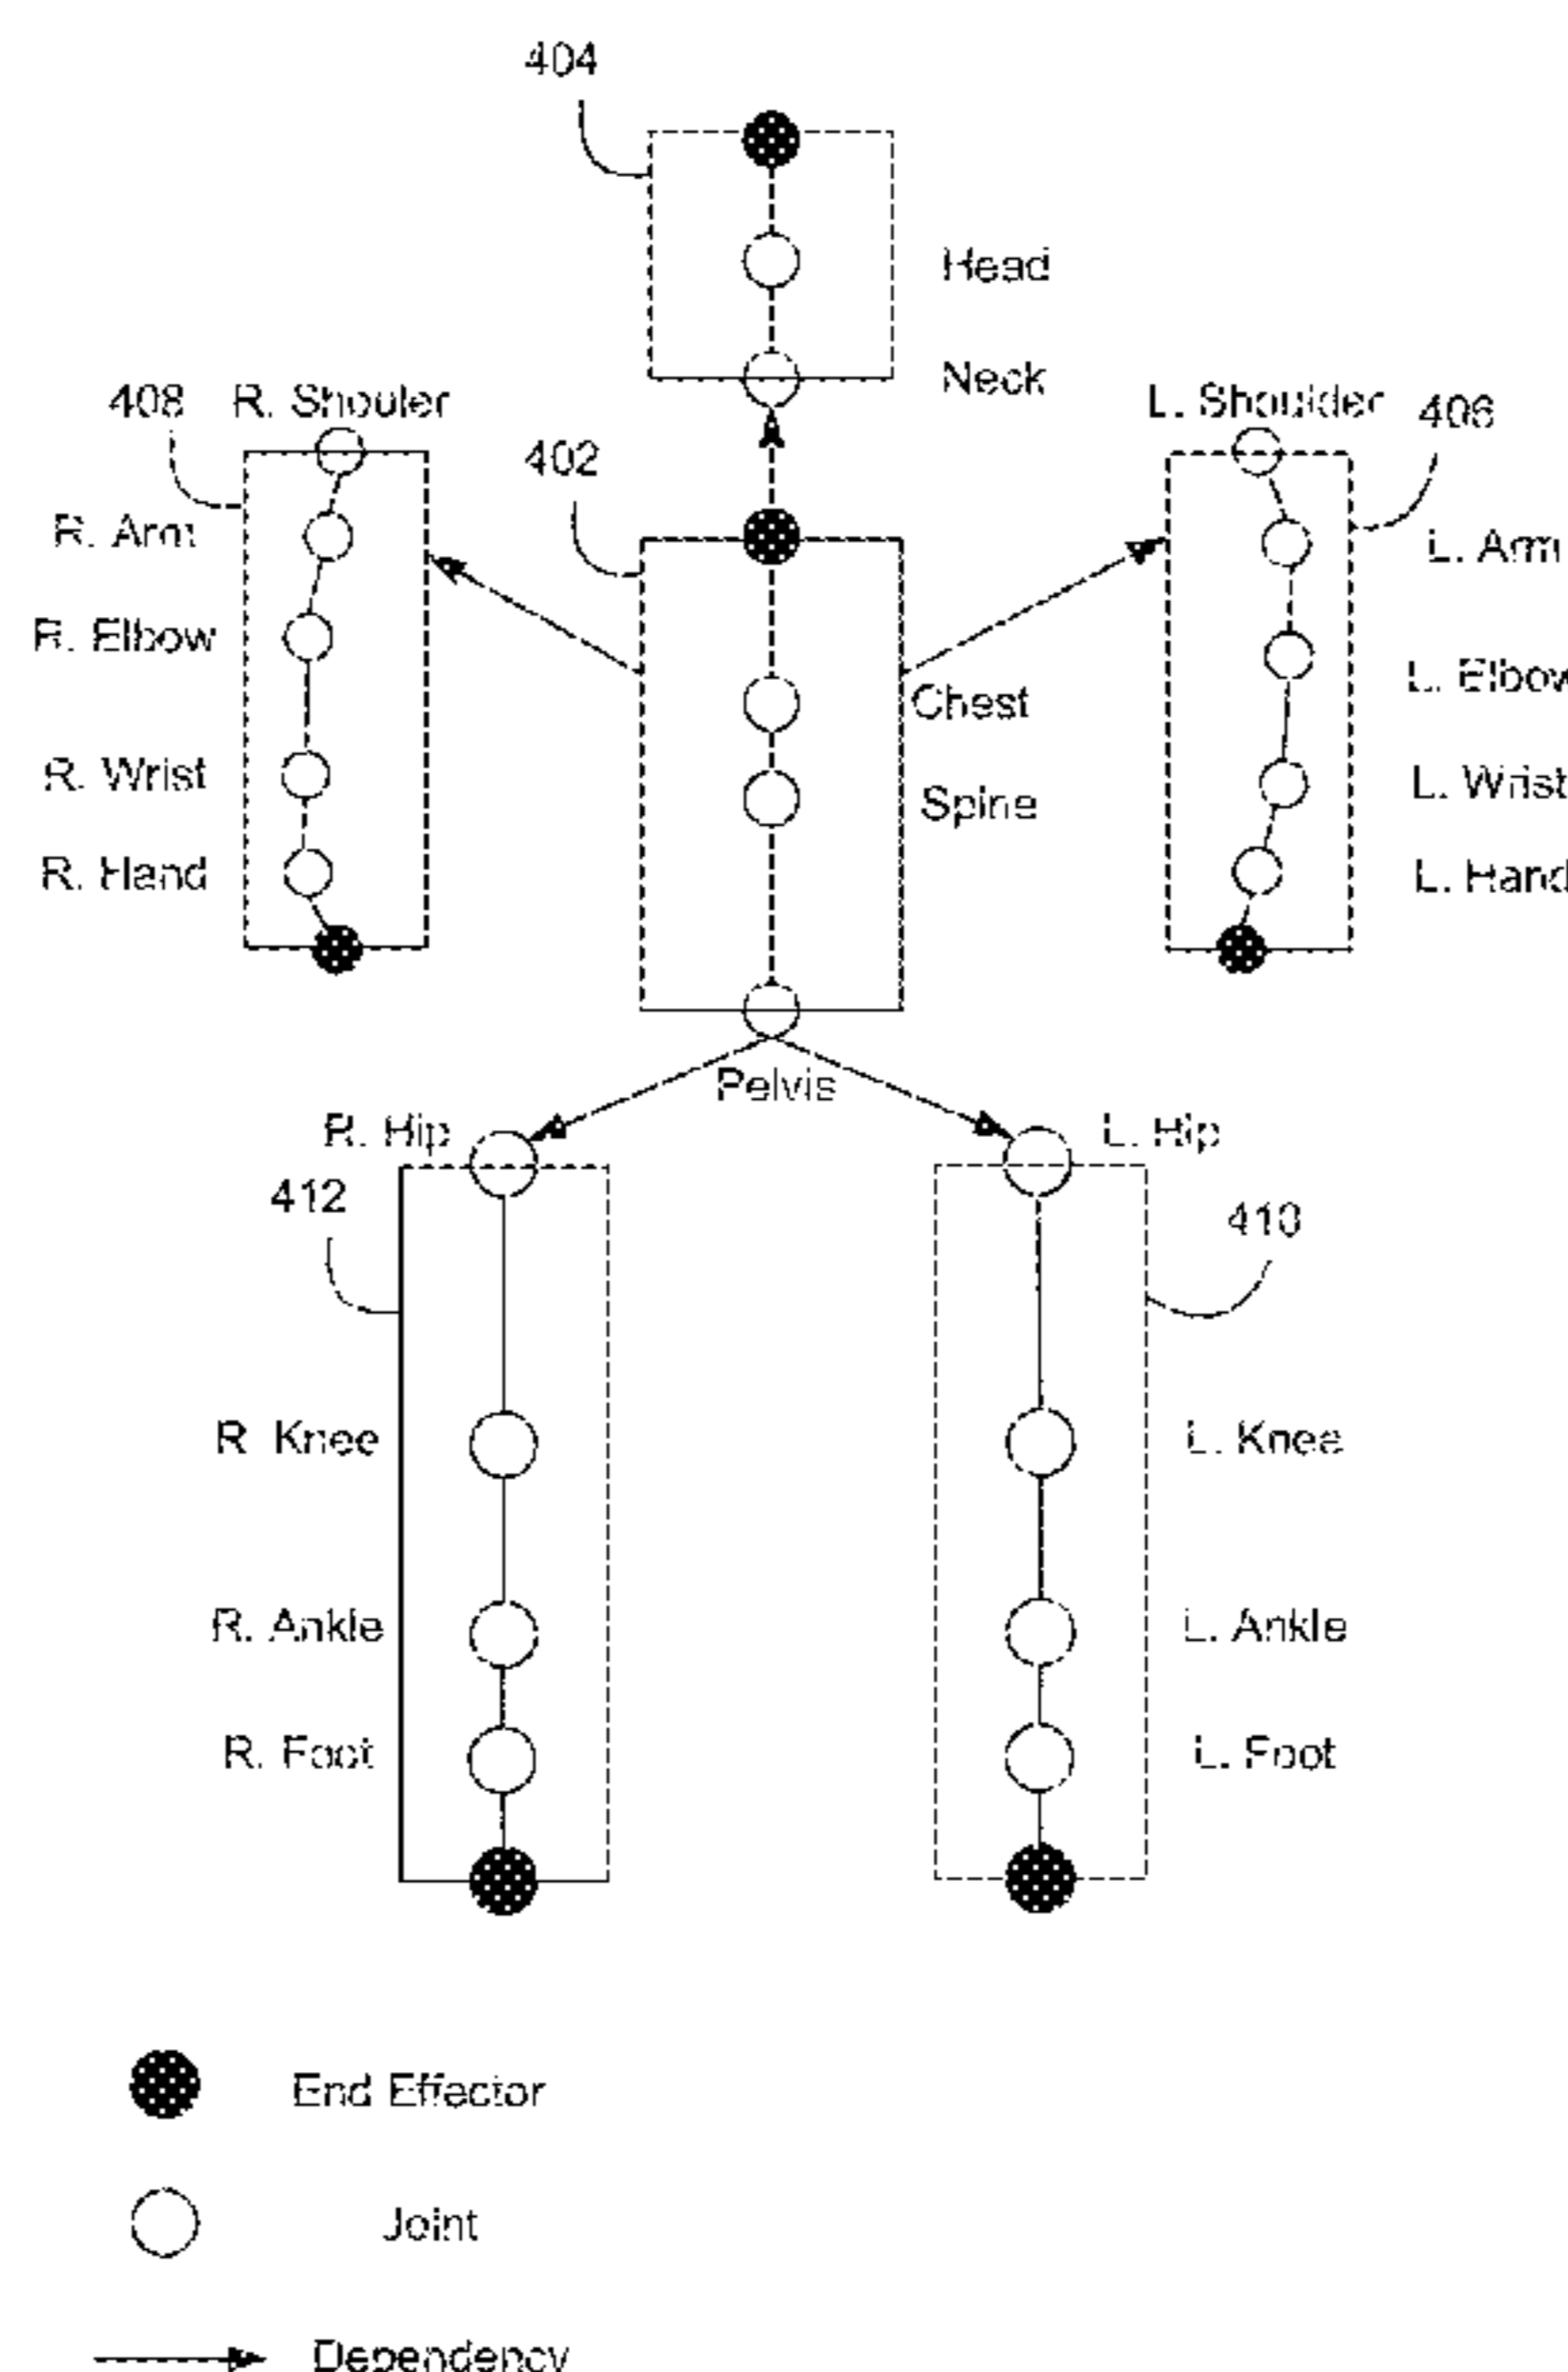 404
Head
Neck
408
R. Shouler
L. Shoulder
406
402
R. Arm
L. Arm
R. Elbow
L. Elbow
Chest
R. Wrist
L. Wrist
Spine
R. Hand
L. Hand
Pelvis
R. Hip
L. Hip
412
410
R Knee
L. Knee
R. Ankle
L. Ankle
R. Foot
L. Foot
End Effector
Joint
Dependency